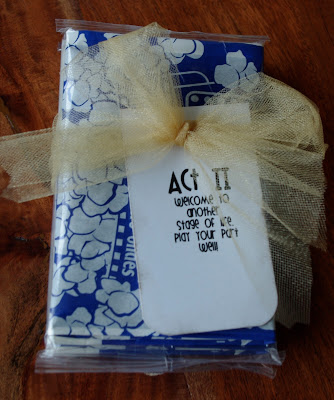 ACT II
welcome to
another
stage of life.
Play your part
well!